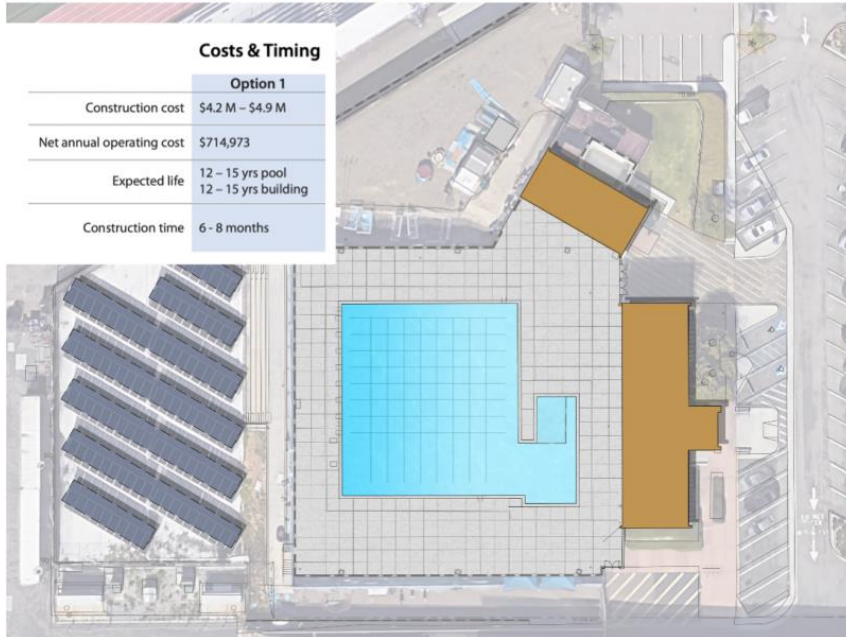 Costs & Timing
Option 1
Construction cost $4.2 M – $4.9 M
Net annual operating cost $714,973
Expected life 12 – 15 yrs pool
12 – 15 yrs building
Construction time 6 - 8 months